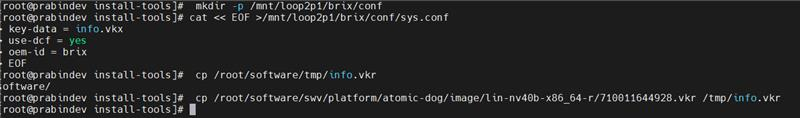 [root@prabindev install-tools]#  mkdir -p /mnt/loop2p1/brix/conf
[root@prabindev install-tools]# cat << EOF >/mnt/loop2p1/brix/conf/sys.conf
- key-data = info.vkx
- use-dcf = yes
- oem-id = brix
- EOF
[root@prabindev install-tools]#  cp /root/software/tmp/info.vkr
software/
[root@prabindev install-tools]#  cp /root/software/swv/platform/atomic-dog/image/lin-nv40b-x86_64-r/710011644928.vkr /tmp/info.vkr
[root@prabindev install-tools]#